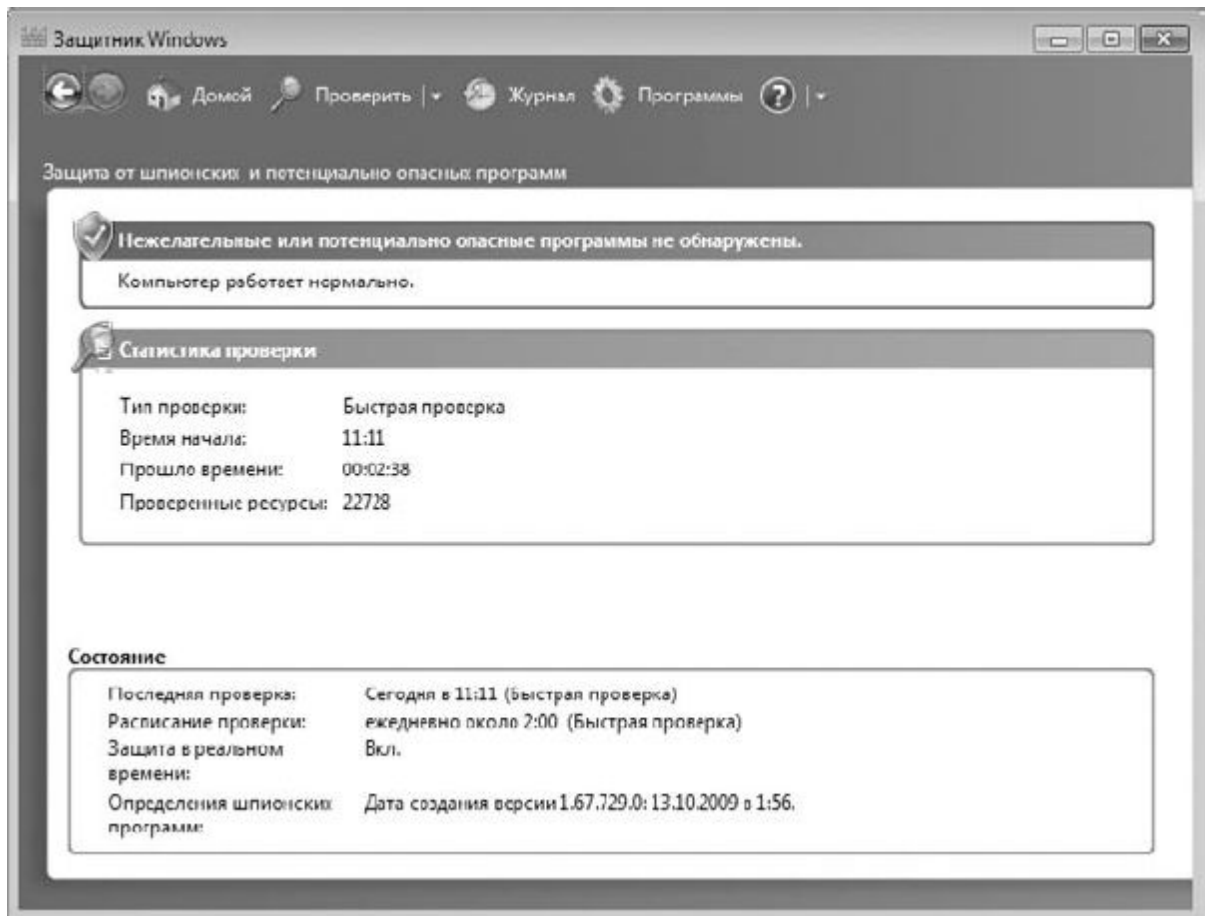 Защитник Windows
Домой Проверить Журнал Программы ?
Защита от шпионских и потенциально опасных программ
Нежелательные или потенциально опасные программы не обнаружены.
Компьютер работает нормально.
Статистика проверки
Тип проверки: Быстрая проверка
Время начала: 11:11
Прошло времени: 00:02:38
Проверенные ресурсы: 22728
Состояние
Последняя проверка: Сегодня в 11:11 (Быстрая проверка)
Расписание проверки: ежедневно около 2:00 (Быстрая проверка)
Защита в реальном Вкл.
времени:
Определения шпионских Дата создания версии 1.67.729.0: 13.10.2009 в 1:56.
программ: